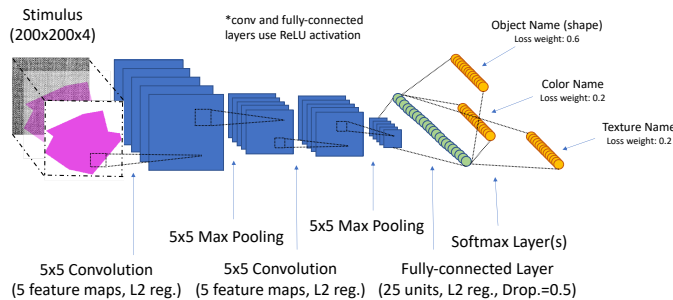 Stimulus
(200x200x4)
*conv and fully-connected
layers use ReLU activation
Object Name (shape)
Loss weight: 0.6
Color Name
Loss weight: 0.2
Texture Name
Loss weight: 0.2
5x5 Max Pooling
5x5 Max Pooling
Softmax Layer(s)
5x5 Convolution
(5 feature maps, L2 reg.)
5x5 Convolution
(5 feature maps, L2 reg.)
Fully-connected Layer
(25 units, L2 reg., Drop.=0.5)